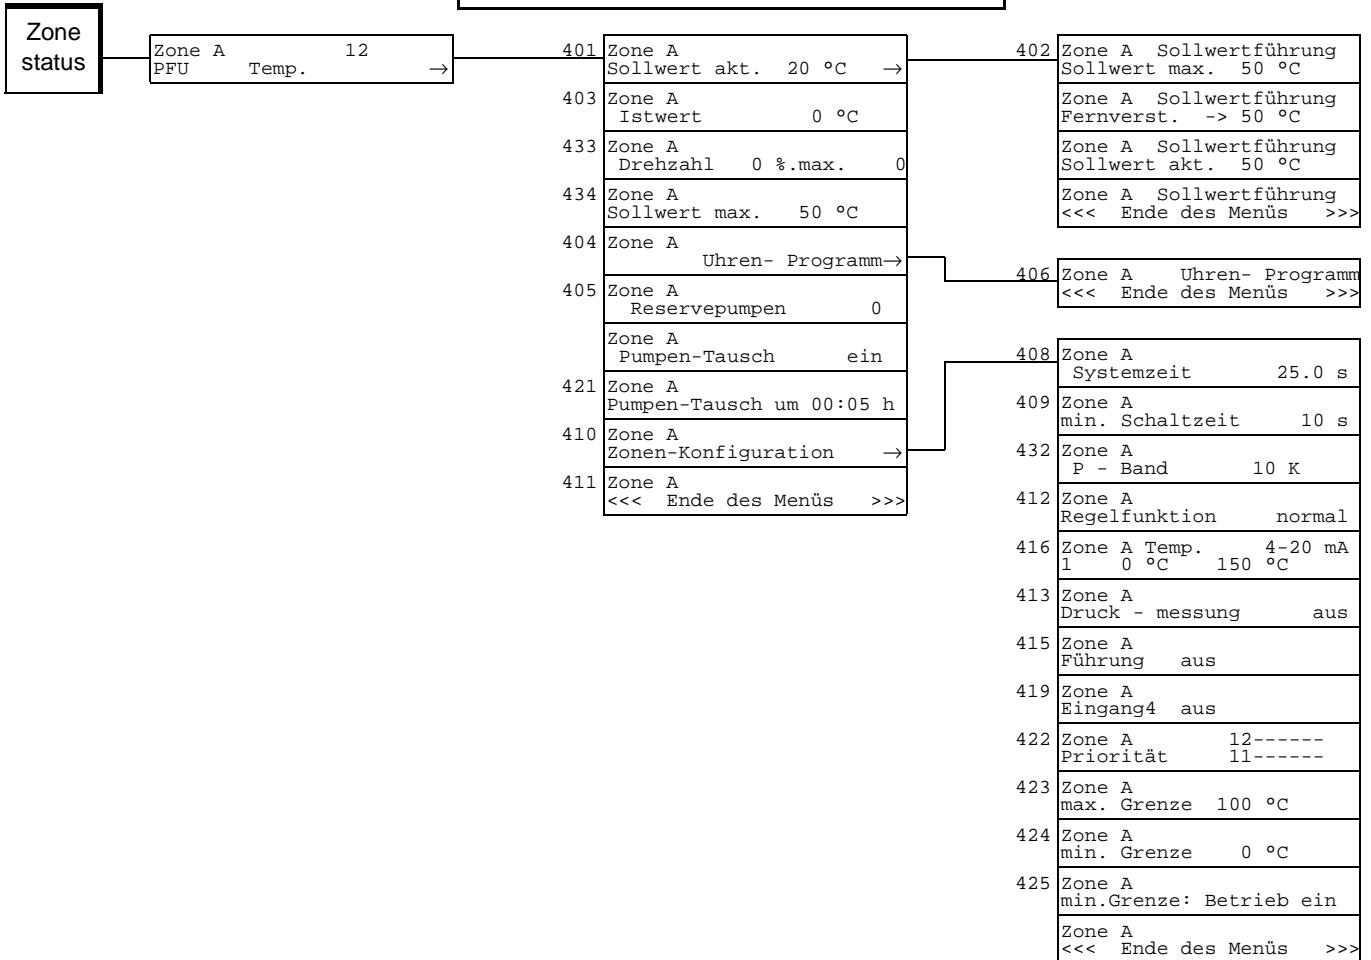 Zone
status
Zone A 12
PFU Temp. →
401 Zone A
Sollwert akt. 20 °C →
403 Zone A
Istwert 0 °C
433 Zone A
Drehzahl 0 %.max. 0
434 Zone A
Sollwert max. 50 °C
404 Zone A
Uhren- Programm→
405 Zone A
Reservepumpen 0
Zone A
Pumpen-Tausch ein
421 Zone A
Pumpen-Tausch um 00:05 h
410 Zone A
Zonen-Konfiguration →
411 Zone A
<<< Ende des Menüs >>>
402 Zone A Sollwertführung
Sollwert max. 50 °C
Zone A Sollwertführung
Fernverst. -> 50 °C
Zone A Sollwertführung
Sollwert akt. 50 °C
Zone A Sollwertführung
<<< Ende des Menüs >>>
406 Zone A Uhren- Programm
<<< Ende des Menüs >>>
408 Zone A
Systemzeit 25.0 s
409 Zone A
min. Schaltzeit 10 s
432 Zone A
P - Band 10 K
412 Zone A
Regelfunktion normal
416 Zone A Temp. 4-20 mA
1 0 °C 150 °C
413 Zone A
Druck - messung aus
415 Zone A
Führung aus
419 Zone A
Eingang4 aus
422 Zone A 12------
Priorität 11------
423 Zone A
max. Grenze 100 °C
424 Zone A
min. Grenze 0 °C
425 Zone A
min.Grenze: Betrieb ein
Zone A
<<< Ende des Menüs >>>